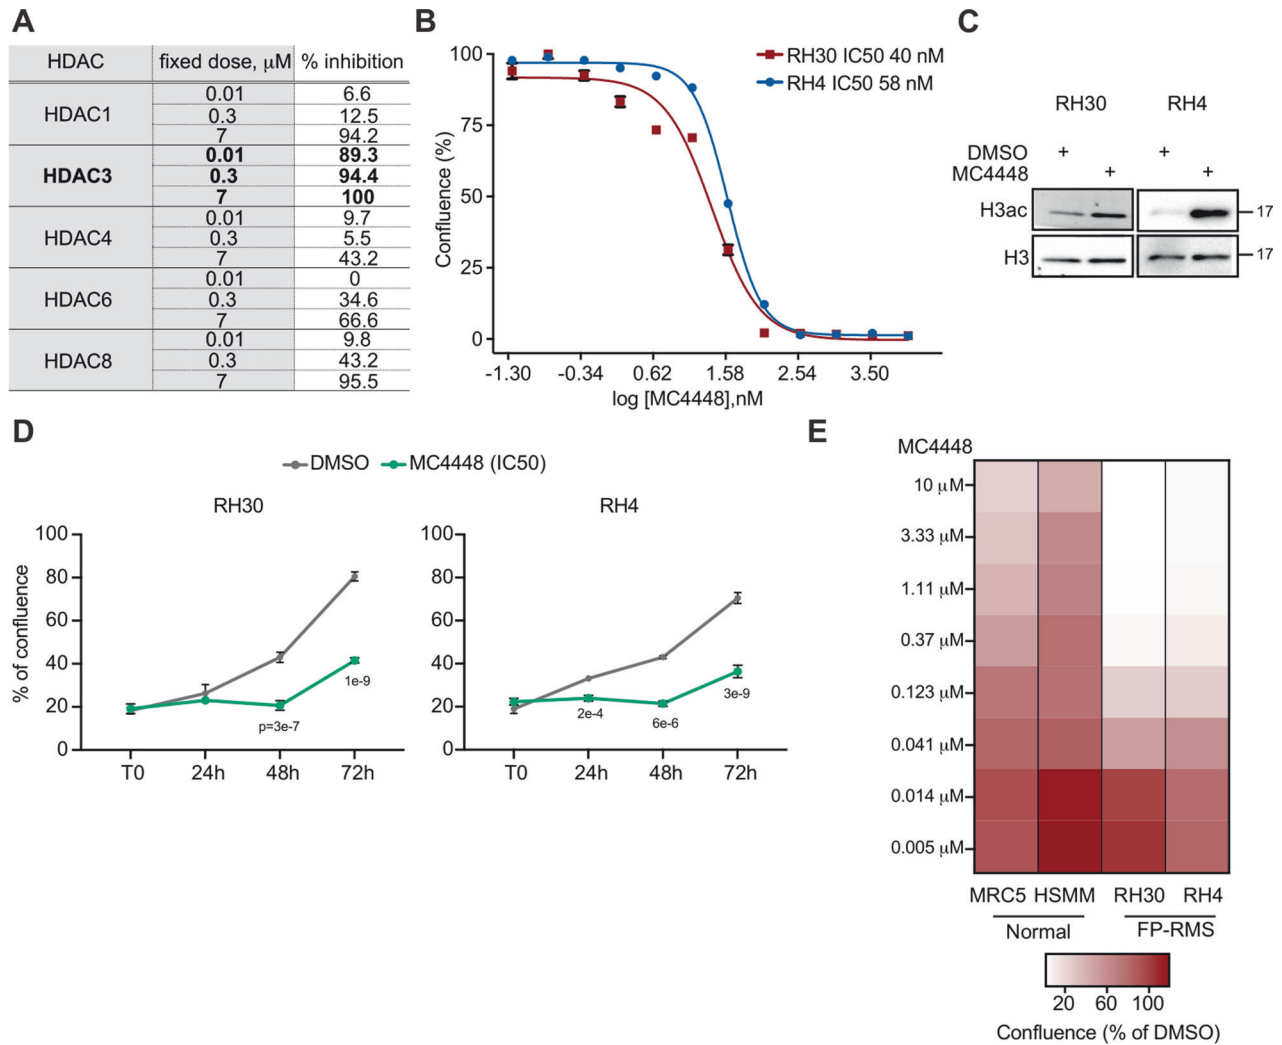 A
HDAC fixed dose, μM % inhibition
HDAC1
0.01 6.6
0.3 12.5
7 94.2
HDAC3
0.01 89.3
0.3 94.4
7 100
HDAC4
0.01 9.7
0.3 5.5
7 43.2
HDAC6
0.01 0
0.3 34.6
7 66.6
HDAC8
0.01 9.8
0.3 43.2
7 95.5
B
RH30 IC50 40 nM
RH4 IC50 58 nM
Confluence (%)
100
75
50
25
0
-1.30 -0.34 0.62 1.58 2.54 3.50
log [MC4448],nM
C
RH30 RH4
DMSO + +
MC4448 + +
H3ac 17
H3 17
D
DMSO MC4448 (IC50)
RH30
% of confluence
100
80
60
40
20
0
p=3e-7
1e-9
T0 24h 48h 72h
RH4
100
80
60
40
20
0
2e-4
6e-6
3e-9
T0 24h 48h 72h
E
MC4448
10 μM
3.33 μM
1.11 μM
0.37 μM
0.123 μM
0.041 μM
0.014 μM
0.005 μM
MRC5 HSMM RH30 RH4
Normal FP-RMS
20 60 100
Confluence (% of DMSO)